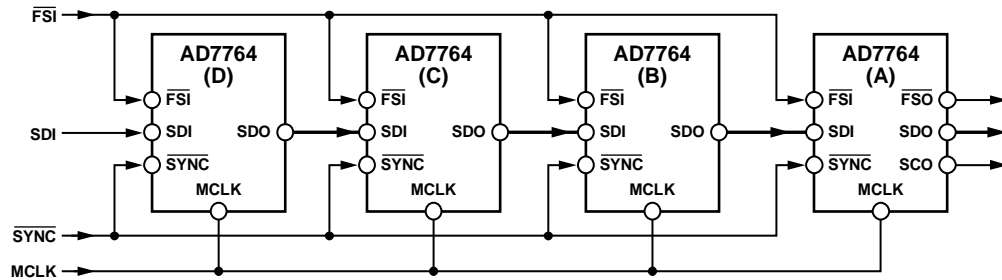 FSI
AD7764 (D)
FSI
SDI
SYNC
SDO
MCLK
AD7764 (C)
FSI
SDI
SYNC
SDO
MCLK
AD7764 (B)
FSI
SDI
SYNC
SDO
MCLK
AD7764 (A)
FSI
SDI
SYNC
FSO
SDO
SCO
MCLK
SDI
SYNC
MCLK